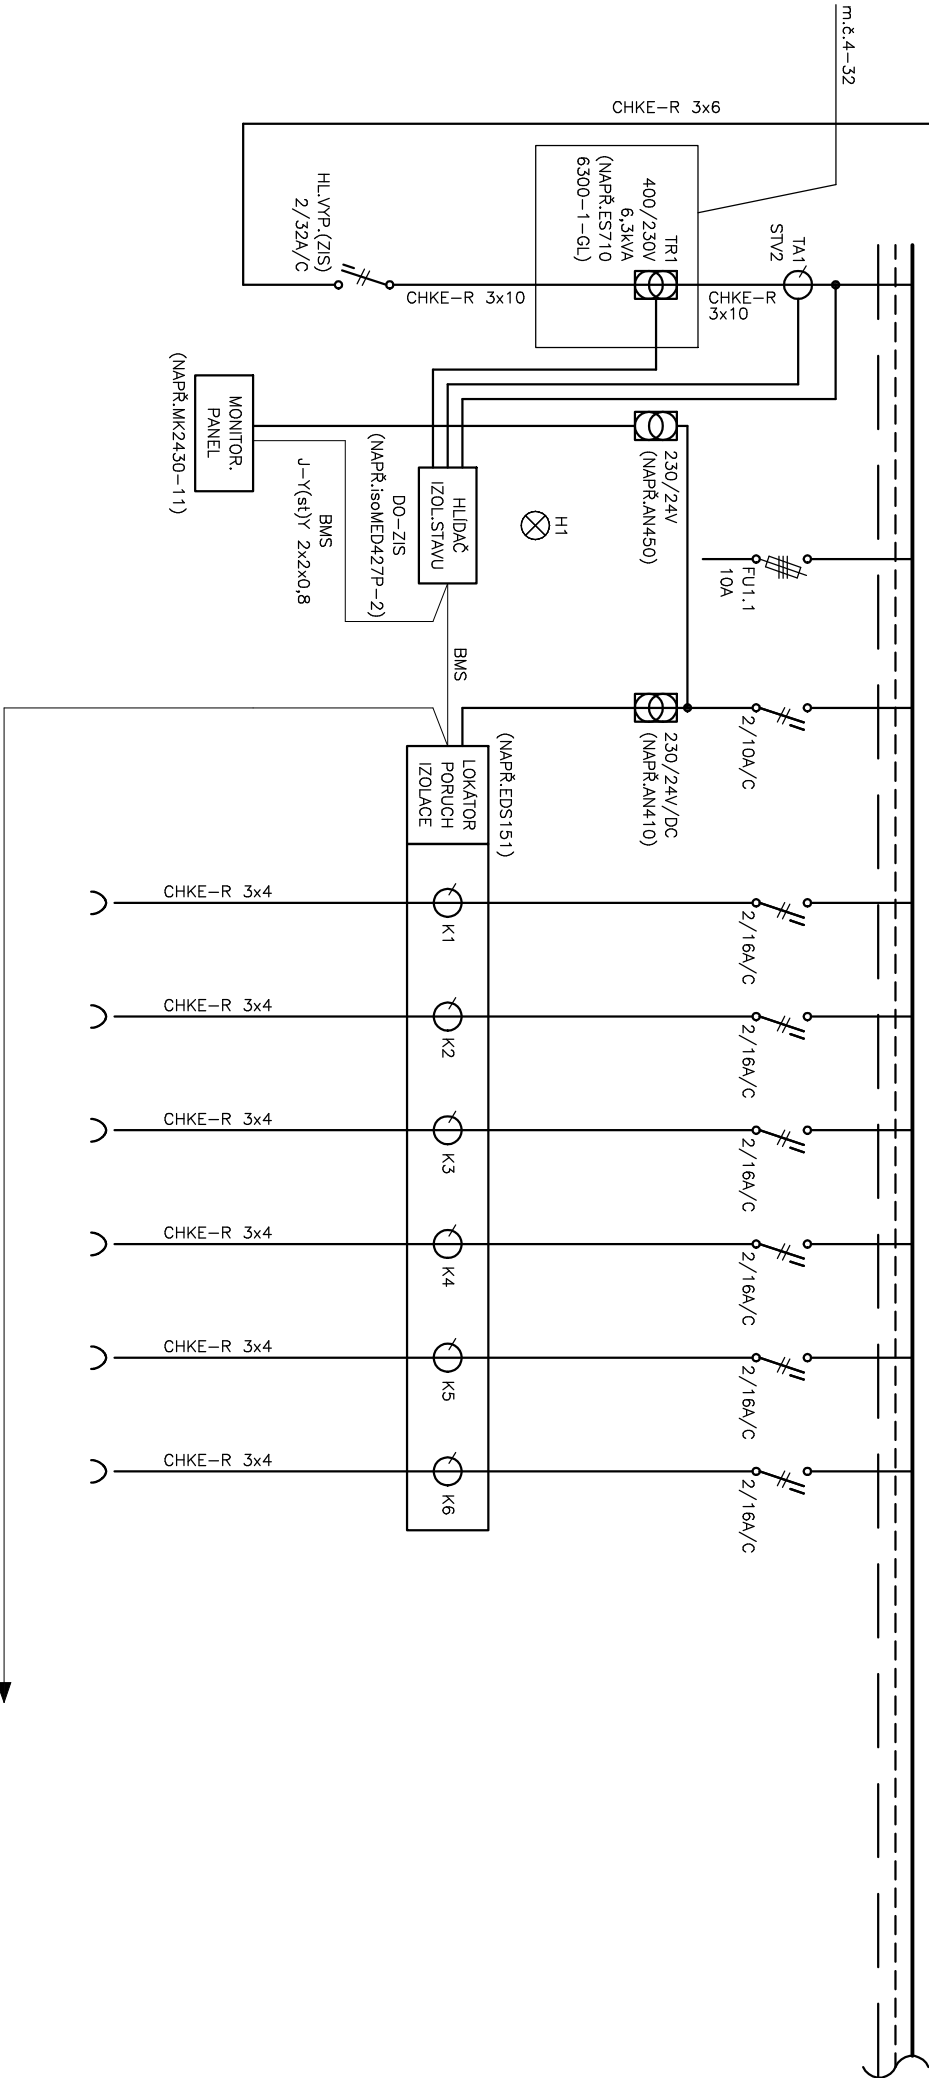 m.č.4-32
CHKE-R 3x6
HL.VYP.(ZIS)
2/32A/C
CHKE-R 3x10
TR1
400/230V
6,3kVA
(NAPŘ.ES710
6300-1-GL)
CHKE-R
3x10
TA1
STV2
MONITOR.
PANEL
(NAPŘ.MK2430-11)
HLÍDAČ
IZOL.STAVU
DO-ZIS
(NAPŘ.isoMED427P-2)
BMS
J-Y(st)Y 2x2x0,8
H1
230/24V
(NAPŘ.AN450)
FU1.1
10A
BMS
2/10A/C
230/24V/DC
(NAPŘ.AN410)
(NAPŘ.EDS151)
LOKÁTOR
PORUCH
IZOLACE
2/16A/C
K1
CHKE-R 3x4
2/16A/C
K2
CHKE-R 3x4
2/16A/C
K3
CHKE-R 3x4
2/16A/C
K4
CHKE-R 3x4
2/16A/C
K5
CHKE-R 3x4
2/16A/C
K6
CHKE-R 3x4